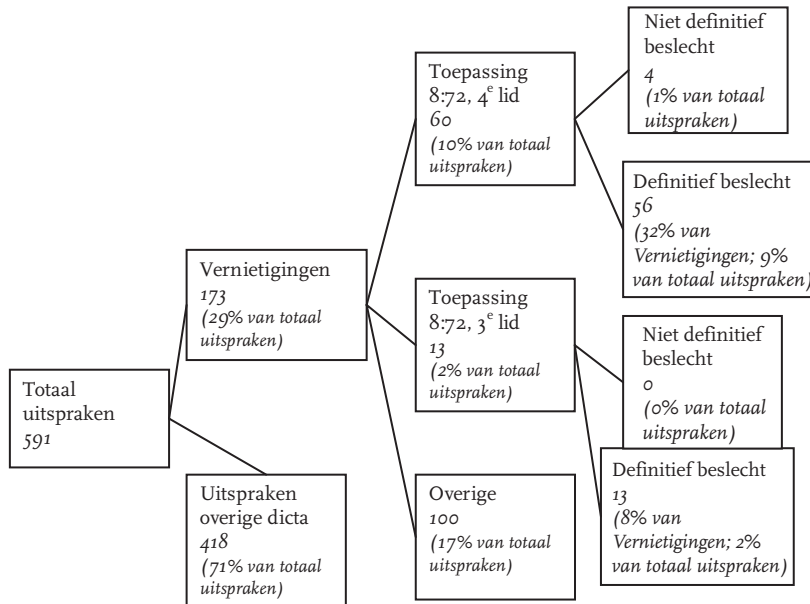 Totaal
uitspraken
591
Vernietigingen
173
(29% van totaal
uitspraken)
Uitspraken
overige dicta
418
(71% van totaal
uitspraken)
Toepassing
8:72, 4e lid
60
(10% van totaal
uitspraken)
Toepassing
8:72, 3e lid
13
(2% van totaal
uitspraken)
Overige
100
(17% van totaal
uitspraken)
Niet definitief
beslecht
4
(1% van totaal
uitspraken)
Definitief beslecht
56
(32% van
Vernietigingen; 9%
van totaal uitspraken)
Niet definitief
beslecht
0
(0% van totaal
uitspraken)
Definitief beslecht
13
(8% van
Vernietigingen; 2%
van totaal uitspraken)